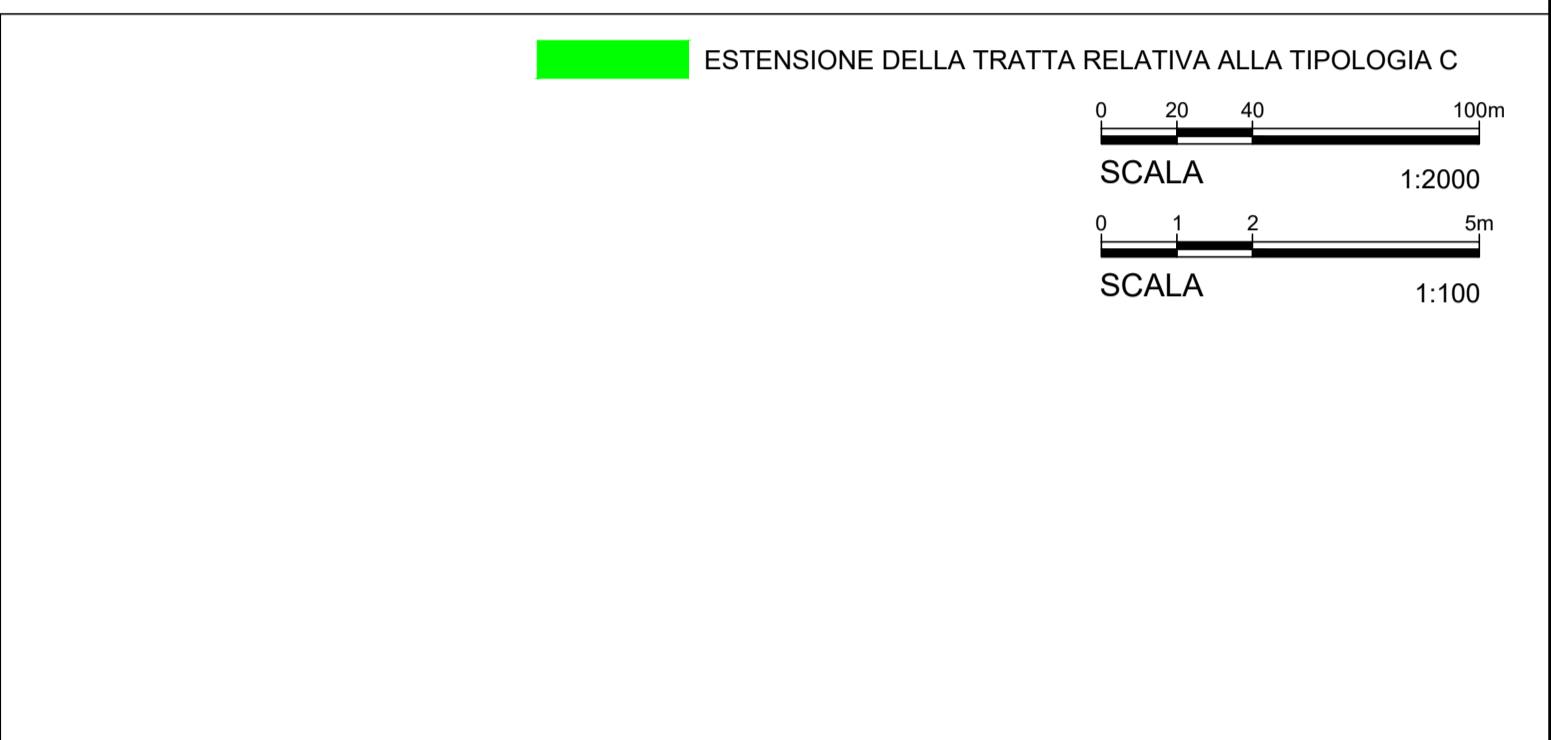 ESTENSIONE DELLA TRATTA RELATIVA ALLA TIPOLOGIA C
0 20 40 100m
SCALA 1:2000
0 1 2 5m
SCALA 1:100